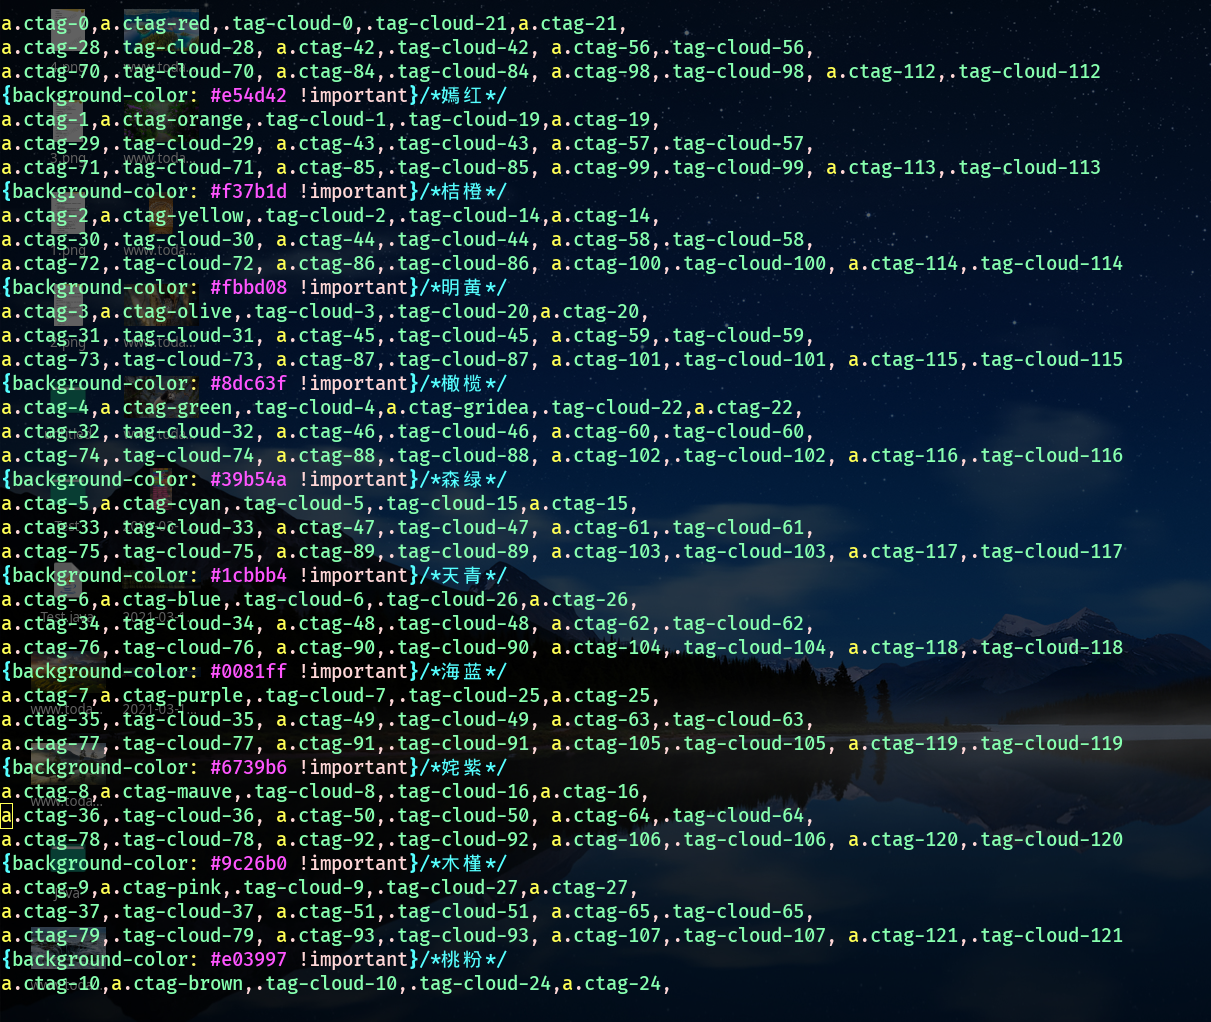 a.ctag-0,a.ctag-red,.tag-cloud-0,.tag-cloud-21,a.ctag-21,
a.ctag-28,.tag-cloud-28, a.ctag-42,.tag-cloud-42, a.ctag-56,.tag-cloud-56,
a.ctag-70,.tag-cloud-70, a.ctag-84,.tag-cloud-84, a.ctag-98,.tag-cloud-98, a.ctag-112,.tag-cloud-112
{background-color: #e54d42 !important}/*嫣红*/
a.ctag-1,a.ctag-orange,.tag-cloud-1,.tag-cloud-19,a.ctag-19,
a.ctag-29,.tag-cloud-29, a.ctag-43,.tag-cloud-43, a.ctag-57,.tag-cloud-57,
a.ctag-71,.tag-cloud-71, a.ctag-85,.tag-cloud-85, a.ctag-99,.tag-cloud-99, a.ctag-113,.tag-cloud-113
{background-color: #f37b1d !important}/*桔橙*/
a.ctag-2,a.ctag-yellow,.tag-cloud-2,.tag-cloud-14,a.ctag-14,
a.ctag-30,.tag-cloud-30, a.ctag-44,.tag-cloud-44, a.ctag-58,.tag-cloud-58,
a.ctag-72,.tag-cloud-72, a.ctag-86,.tag-cloud-86, a.ctag-100,.tag-cloud-100, a.ctag-114,.tag-cloud-114
{background-color: #fbbd08 !important}/*明黄*/
a.ctag-3,a.ctag-olive,.tag-cloud-3,.tag-cloud-20,a.ctag-20,
a.ctag-31,.tag-cloud-31, a.ctag-45,.tag-cloud-45, a.ctag-59,.tag-cloud-59,
a.ctag-73,.tag-cloud-73, a.ctag-87,.tag-cloud-87, a.ctag-101,.tag-cloud-101, a.ctag-115,.tag-cloud-115
{background-color: #8dc63f !important}/*橄榄*/
a.ctag-4,a.ctag-green,.tag-cloud-4,a.ctag-gridea,.tag-cloud-22,a.ctag-22,
a.ctag-32,.tag-cloud-32, a.ctag-46,.tag-cloud-46, a.ctag-60,.tag-cloud-60,
a.ctag-74,.tag-cloud-74, a.ctag-88,.tag-cloud-88, a.ctag-102,.tag-cloud-102, a.ctag-116,.tag-cloud-116
{background-color: #39b54a !important}/*森绿*/
a.ctag-5,a.ctag-cyan,.tag-cloud-5,.tag-cloud-15,a.ctag-15,
a.ctag-33,.tag-cloud-33, a.ctag-47,.tag-cloud-47, a.ctag-61,.tag-cloud-61,
a.ctag-75,.tag-cloud-75, a.ctag-89,.tag-cloud-89, a.ctag-103,.tag-cloud-103, a.ctag-117,.tag-cloud-117
{background-color: #1cbbb4 !important}/*天青*/
a.ctag-6,a.ctag-blue,.tag-cloud-6,.tag-cloud-26,a.ctag-26,
a.ctag-34,.tag-cloud-34, a.ctag-48,.tag-cloud-48, a.ctag-62,.tag-cloud-62,
a.ctag-76,.tag-cloud-76, a.ctag-90,.tag-cloud-90, a.ctag-104,.tag-cloud-104, a.ctag-118,.tag-cloud-118
{background-color: #0081ff !important}/*海蓝*/
a.ctag-7,a.ctag-purple,.tag-cloud-7,.tag-cloud-25,a.ctag-25,
a.ctag-35,.tag-cloud-35, a.ctag-49,.tag-cloud-49, a.ctag-63,.tag-cloud-63,
a.ctag-77,.tag-cloud-77, a.ctag-91,.tag-cloud-91, a.ctag-105,.tag-cloud-105, a.ctag-119,.tag-cloud-119
{background-color: #6739b6 !important}/*姹紫*/
a.ctag-8,a.ctag-mauve,.tag-cloud-8,.tag-cloud-16,a.ctag-16,
a.ctag-36,.tag-cloud-36, a.ctag-50,.tag-cloud-50, a.ctag-64,.tag-cloud-64,
a.ctag-78,.tag-cloud-78, a.ctag-92,.tag-cloud-92, a.ctag-106,.tag-cloud-106, a.ctag-120,.tag-cloud-120
{background-color: #9c26b0 !important}/*木槿*/
a.ctag-9,a.ctag-pink,.tag-cloud-9,.tag-cloud-27,a.ctag-27,
a.ctag-37,.tag-cloud-37, a.ctag-51,.tag-cloud-51, a.ctag-65,.tag-cloud-65,
a.ctag-79,.tag-cloud-79, a.ctag-93,.tag-cloud-93, a.ctag-107,.tag-cloud-107, a.ctag-121,.tag-cloud-121
{background-color: #e03997 !important}/*桃粉*/
a.ctag-10,a.ctag-brown,.tag-cloud-10,.tag-cloud-24,a.ctag-24,